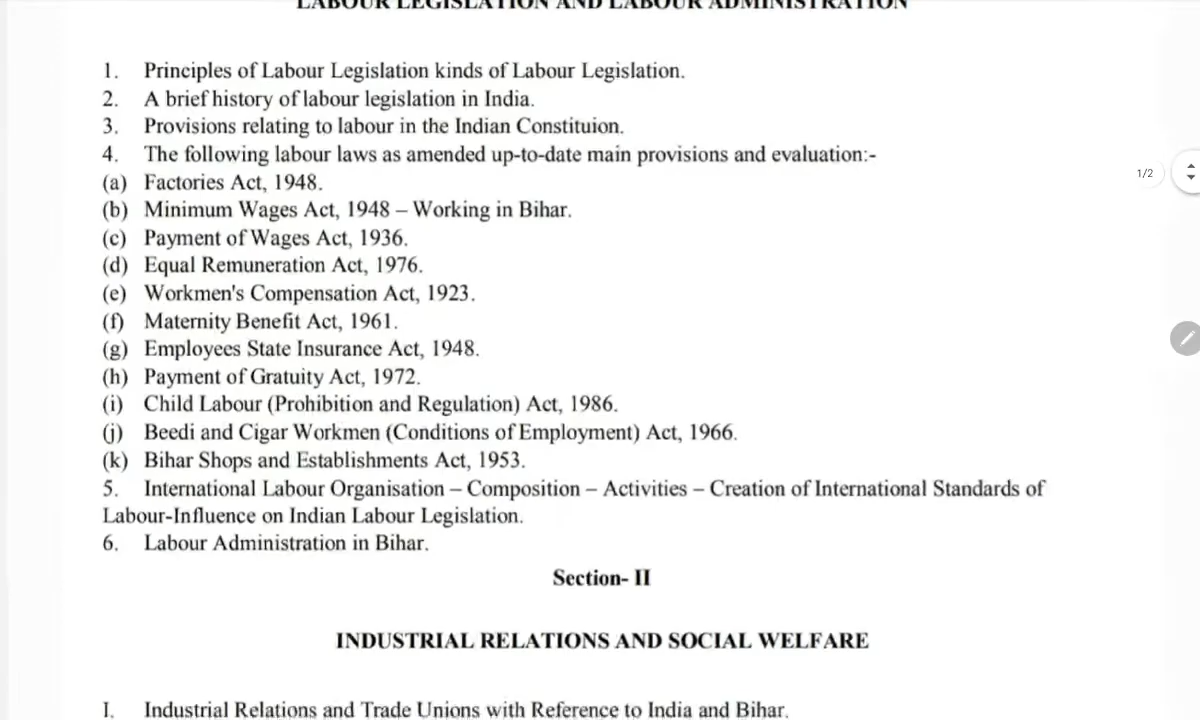 LABOUR LEGISLATION AND LABOUR ADMINISTRATION
1. Principles of Labour Legislation kinds of Labour Legislation.
2. A brief history of labour legislation in India.
3. Provisions relating to labour in the Indian Constituion.
4. The following labour laws as amended up-to-date main provisions and evaluation:-
(a) Factories Act, 1948.
(b) Minimum Wages Act, 1948 – Working in Bihar.
(c) Payment of Wages Act, 1936.
(d) Equal Remuneration Act, 1976.
(e) Workmen's Compensation Act, 1923.
(f) Maternity Benefit Act, 1961.
(g) Employees State Insurance Act, 1948.
(h) Payment of Gratuity Act, 1972.
(i) Child Labour (Prohibition and Regulation) Act, 1986.
(j) Beedi and Cigar Workmen (Conditions of Employment) Act, 1966.
(k) Bihar Shops and Establishments Act, 1953.
5. International Labour Organisation – Composition – Activities – Creation of International Standards of
Labour-Influence on Indian Labour Legislation.
6. Labour Administration in Bihar.
Section- II
INDUSTRIAL RELATIONS AND SOCIAL WELFARE
I. Industrial Relations and Trade Unions with Reference to India and Bihar.
1/2